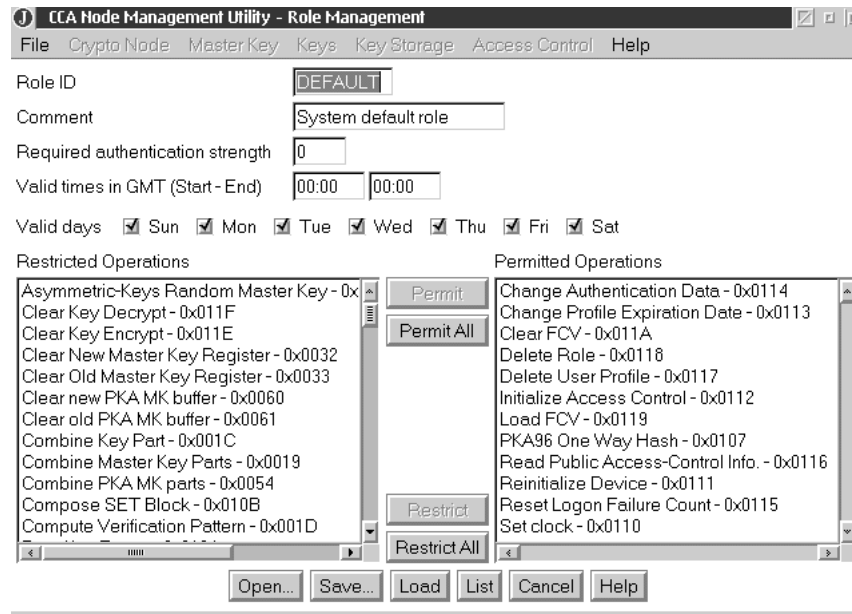 CCA Node Management Utility - Role Management
File Crypto Node Master Key Keys Key Storage Access Control Help
Role ID DEFAULT
Comment System default role
Required authentication strength 0
Valid times in GMT (Start - End) 00:00 00:00
Valid days Sun Mon Tue Wed Thu Fri Sat
Restricted Operations
Asymmetric-Keys Random Master Key - 0x
Clear Key Decrypt - 0x011F
Clear Key Encrypt - 0x011E
Clear New Master Key Register - 0x0032
Clear Old Master Key Register - 0x0033
Clear new PKA MK buffer - 0x0060
Clear old PKA MK buffer - 0x0061
Combine Key Part - 0x001C
Combine Master Key Parts - 0x0019
Combine PKA MK parts - 0x0054
Compose SET Block - 0x010B
Compute Verification Pattern - 0x001D
Permit
Permit All
Restrict
Restrict All
Permitted Operations
Change Authentication Data - 0x0114
Change Profile Expiration Date - 0x0113
Clear FCV - 0x011A
Delete Role - 0x0118
Delete User Profile - 0x0117
Initialize Access Control - 0x0112
Load FCV - 0x0119
PKA96 One Way Hash - 0x0107
Read Public Access-Control Info. - 0x0116
Reinitialize Device - 0x0111
Reset Logon Failure Count - 0x0115
Set clock - 0x0110
Open... Save... Load List Cancel Help